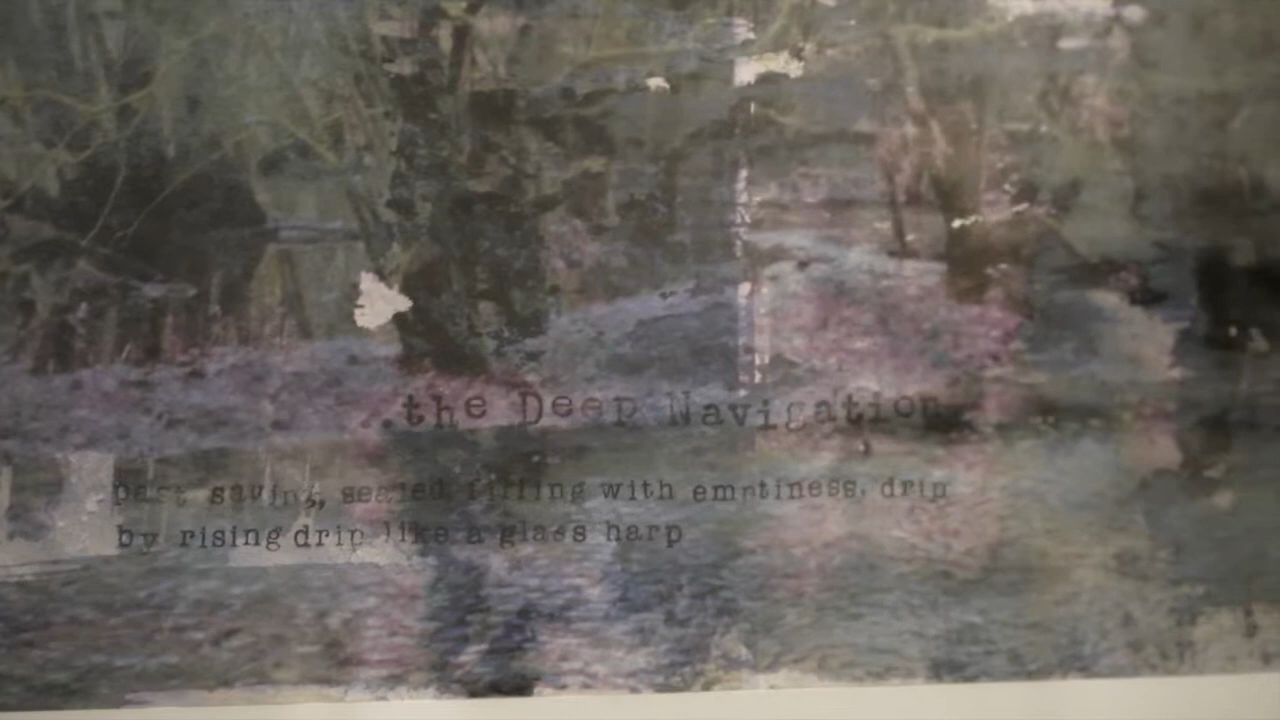 ..the Deep Navigation
past saving, sealed, filling with emptiness, drip
by rising drip like a glass harp